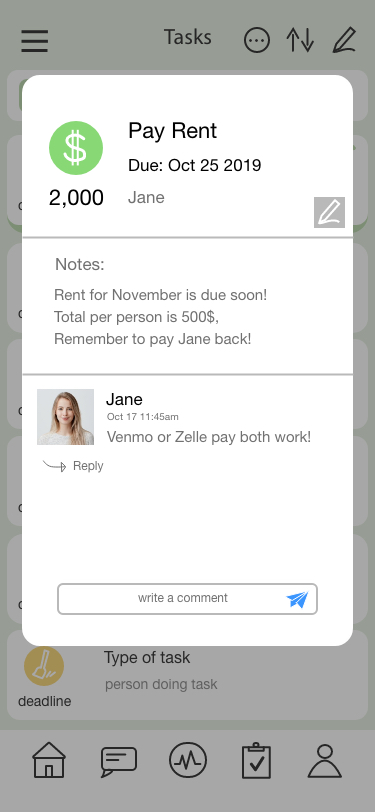 Tasks
$
Pay Rent
Due: Oct 25 2019
2,000
Jane
Notes:
Rent for November is due soon!
Total per person is 500$,
Remember to pay Jane back!
Jane
Oct 17 11:45am
Venmo or Zelle pay both work!
Reply
write a comment
Type of task
person doing task
deadline